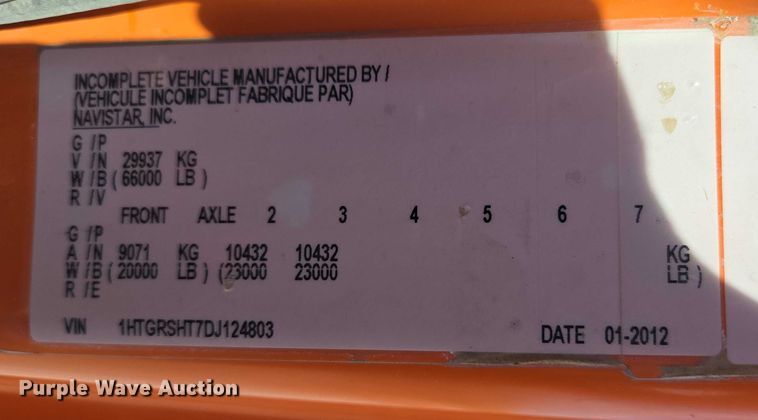 INCOMPLETE VEHICLE MANUFACTURED BY /
(VEHICULE INCOMPLET FABRIQUE PAR)
NAVISTAR, INC.
G /P
V /N 29937 KG
W /B ( 66000 LB )
R /V
FRONT AXLE 2 3 4 5 6 7
G /P
A /N 9071 KG 10432 10432 KG
W /B ( 20000 LB ) ( 23000 23000 LB )
R /E
VIN 1HTGRSHT7DJ124803 DATE 01-2012
Purple Wave Auction